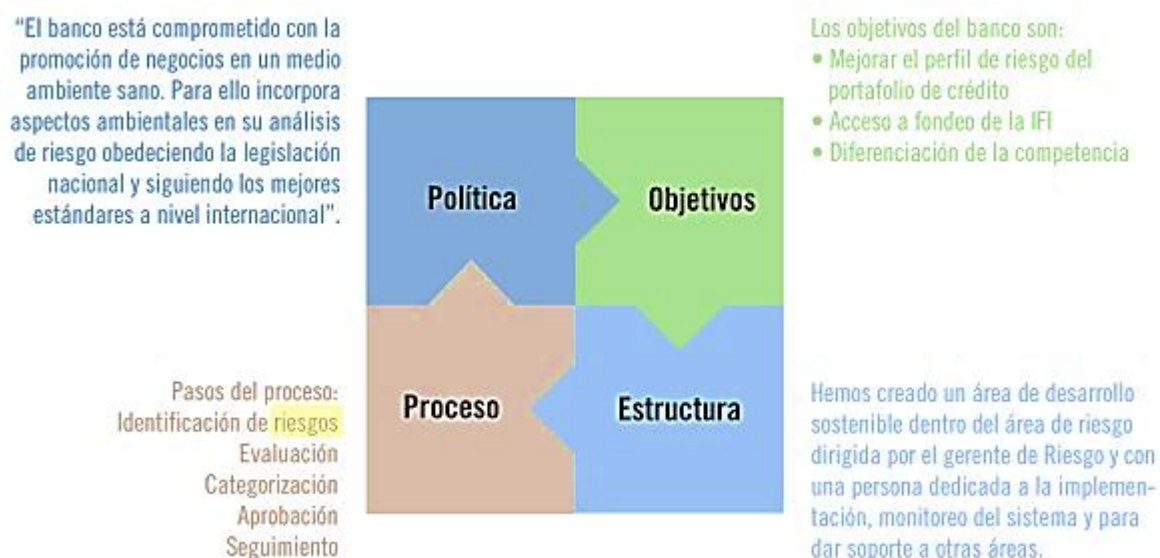 “El banco está comprometido con la
promoción de negocios en un medio
ambiente sano. Para ello incorpora
aspectos ambientales en su análisis
de riesgo obedeciendo la legislación
nacional y siguiendo los mejores
estándares a nivel internacional”.
Los objetivos del banco son:
• Mejorar el perfil de riesgo del
portafolio de crédito
• Acceso a fondeo de la IFI
• Diferenciación de la competencia
Política
Objetivos
Proceso
Estructura
Pasos del proceso:
Identificación de riesgos
Evaluación
Categorización
Aprobación
Seguimiento
Hemos creado un área de desarrollo
sostenible dentro del área de riesgo
dirigida por el gerente de Riesgo y con
una persona dedicada a la implemen-
tación, monitoreo del sistema y para
dar soporte a otras áreas.